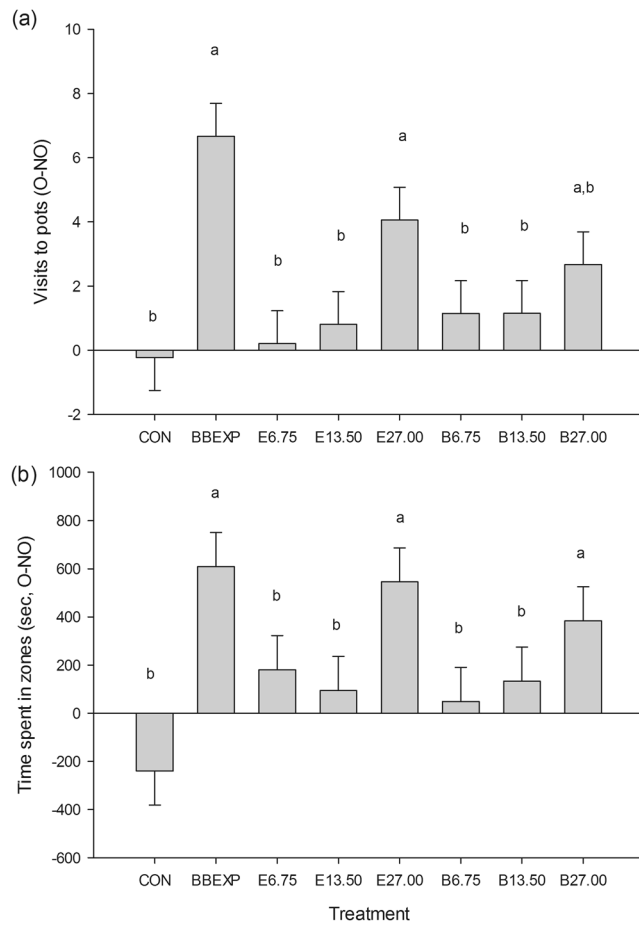 (a)
Visits to pots (O-NO)
10
8
6
4
2
0
-2
b
a
b
b
a
b
b
a,b
CON BBEXP E6.75 E13.50 E27.00 B6.75 B13.50 B27.00
(b)
Time spent in zones (sec, O-NO)
1000
800
600
400
200
0
-200
-400
-600
b
a
b
b
a
b
b
a
CON BBEXP E6.75 E13.50 E27.00 B6.75 B13.50 B27.00
Treatment